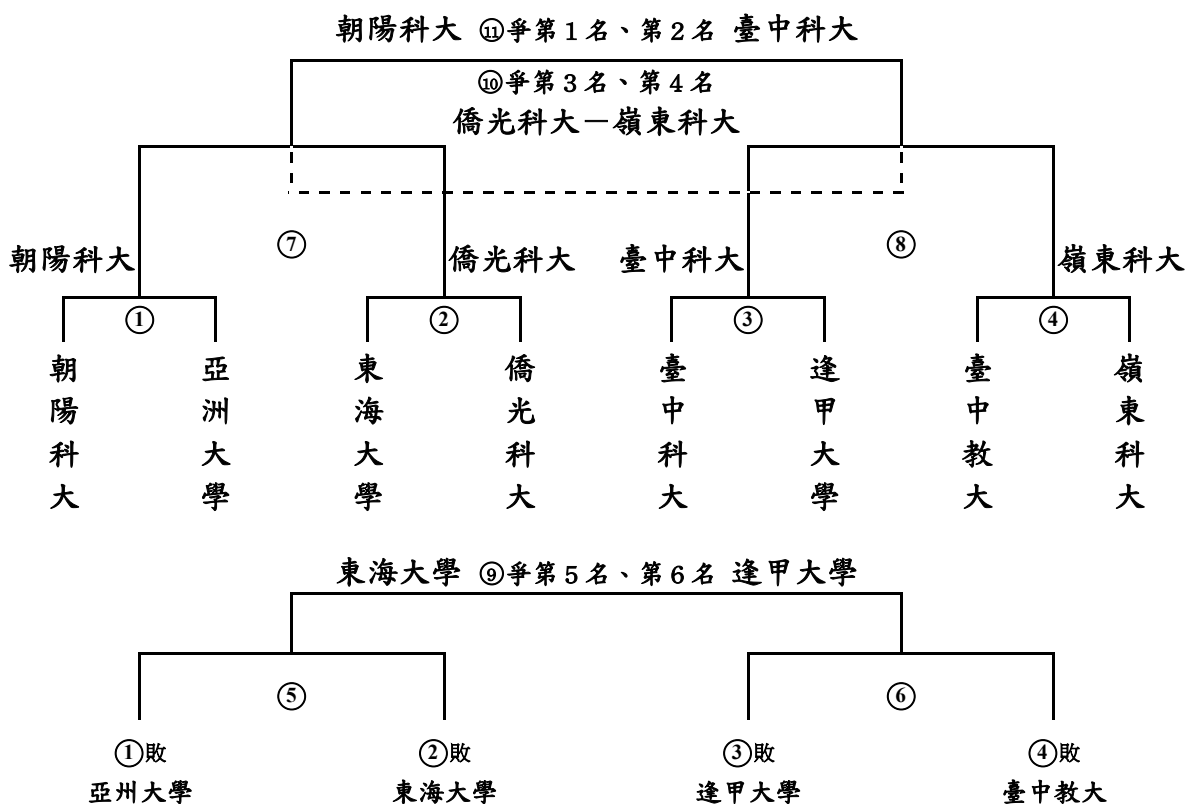 朝陽科大 ⑪爭第1名、第2名 臺中科大
⑩爭第3名、第4名
僑光科大－嶺東科大
⑦ ⑧
朝陽科大 僑光科大 臺中科大 嶺東科大
① ② ③ ④
朝陽科大
亞洲大學
東海大學
僑光科大
臺中科大
逢甲大學
臺中教大
嶺東科大
東海大學 ⑨爭第5名、第6名 逢甲大學
⑤ ⑥
①敗 ②敗 ③敗 ④敗
亞州大學 東海大學 逢甲大學 臺中教大